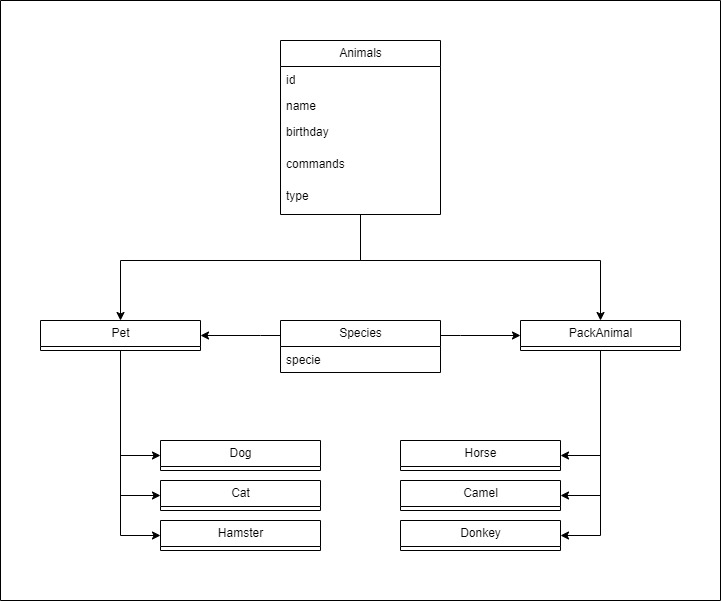 Animals
id
name
birthday
commands
type
Pet
Species
PackAnimal
specie
Dog
Horse
Cat
Camel
Hamster
Donkey